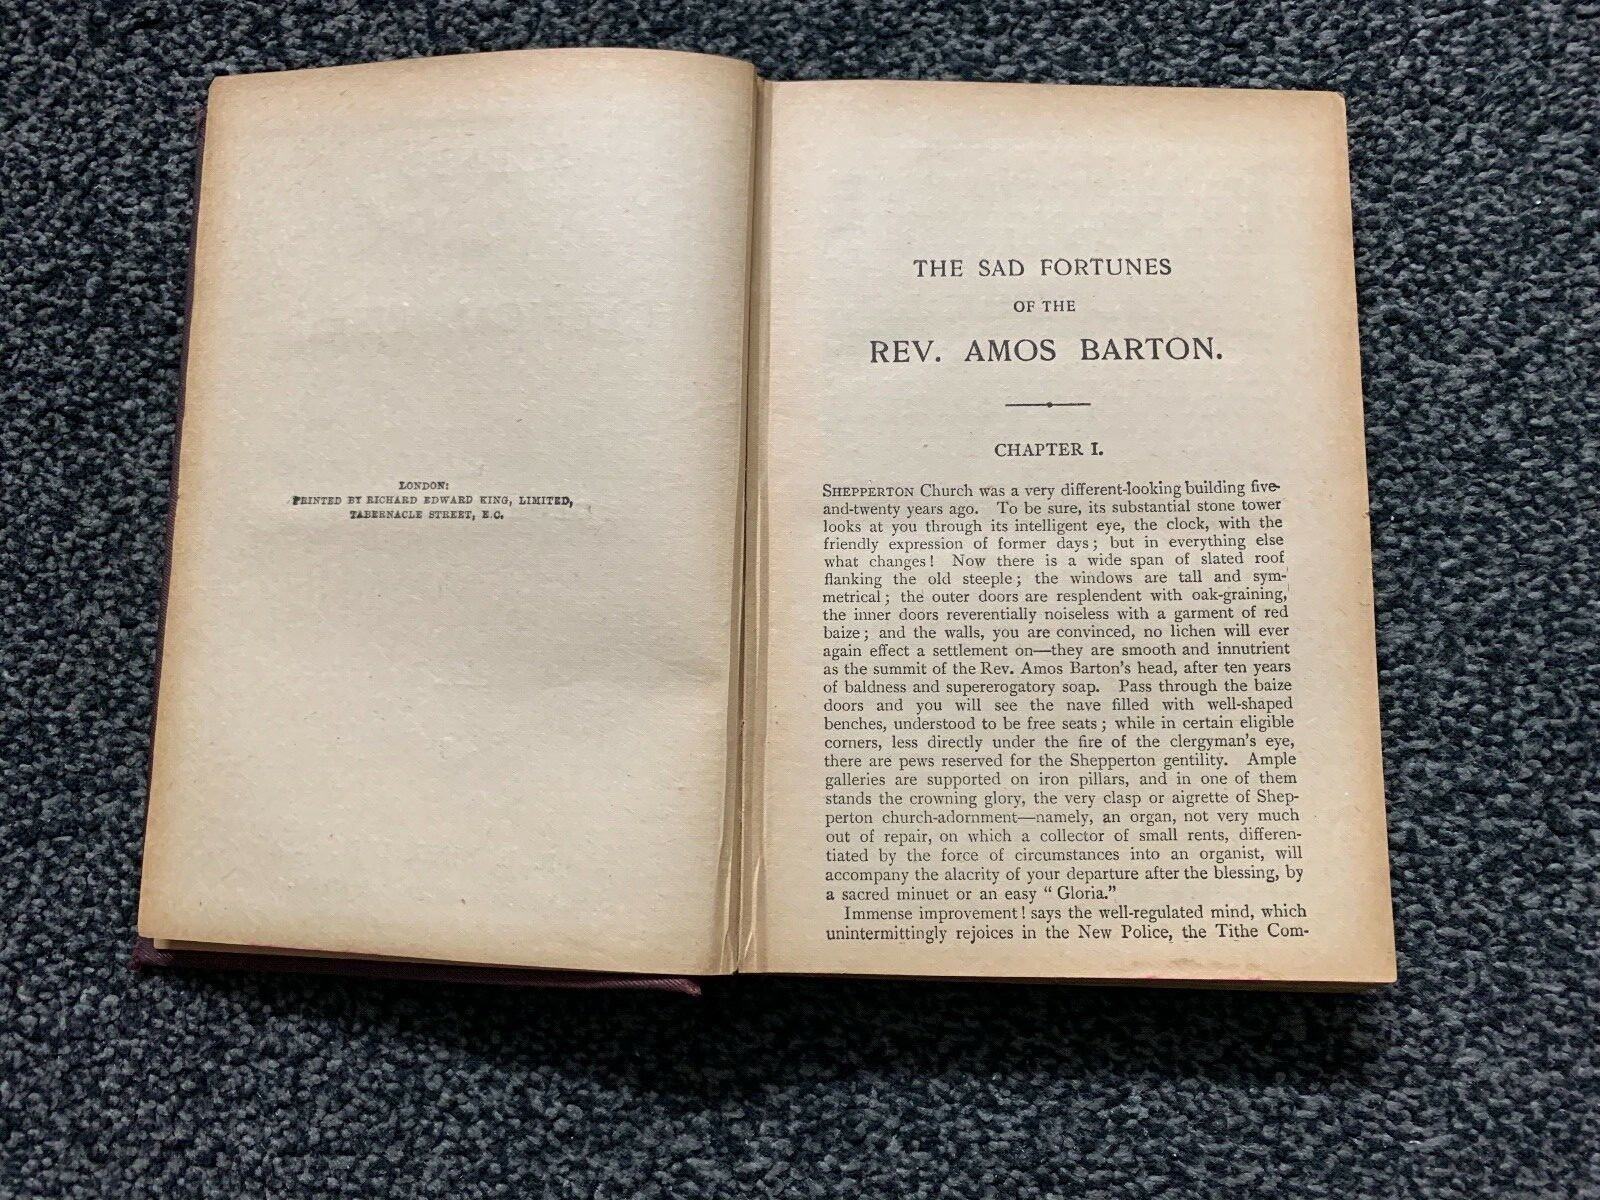 LONDON:
PRINTED BY RICHARD EDWARD KING, LIMITED,
TABERNACLE STREET, E.C.
THE SAD FORTUNES
OF THE
REV. AMOS BARTON.
CHAPTER I.
SHEPPERTON Church was a very different-looking building five-
and-twenty years ago. To be sure, its substantial stone tower
looks at you through its intelligent eye, the clock, with the
friendly expression of former days; but in everything else
what changes! Now there is a wide span of slated roof
flanking the old steeple; the windows are tall and sym-
metrical; the outer doors are resplendent with oak-graining,
the inner doors reverentially noiseless with a garment of red
baize; and the walls, you are convinced, no lichen will ever
again effect a settlement on—they are smooth and innutrient
as the summit of the Rev. Amos Barton's head, after ten years
of baldness and supererogatory soap. Pass through the baize
doors and you will see the nave filled with well-shaped
benches, understood to be free seats; while in certain eligible
corners, less directly under the fire of the clergyman's eye,
there are pews reserved for the Shepperton gentility. Ample
galleries are supported on iron pillars, and in one of them
stands the crowning glory, the very clasp or aigrette of Shep-
perton church-adornment—namely, an organ, not very much
out of repair, on which a collector of small rents, differen-
tiated by the force of circumstances into an organist, will
accompany the alacrity of your departure after the blessing, by
a sacred minuet or an easy "Gloria."
Immense improvement! says the well-regulated mind, which
unintermittingly rejoices in the New Police, the Tithe Com-